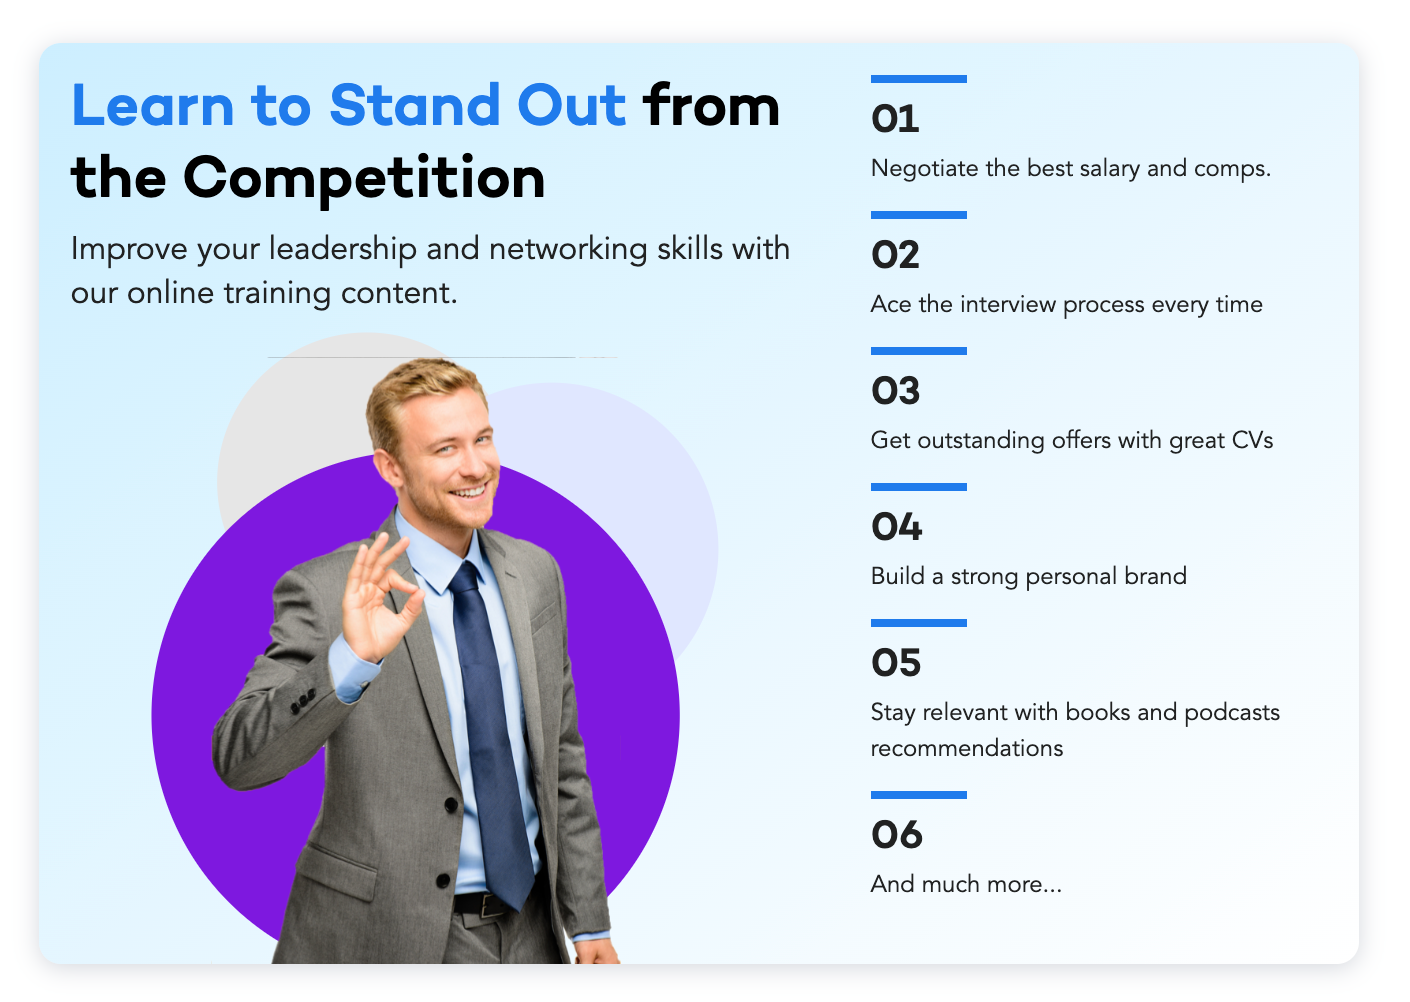 Learn to Stand Out from
the Competition
Improve your leadership and networking skills with
our online training content.
01
Negotiate the best salary and comps.
02
Ace the interview process every time
03
Get outstanding offers with great CVs
04
Build a strong personal brand
05
Stay relevant with books and podcasts
recommendations
06
And much more...